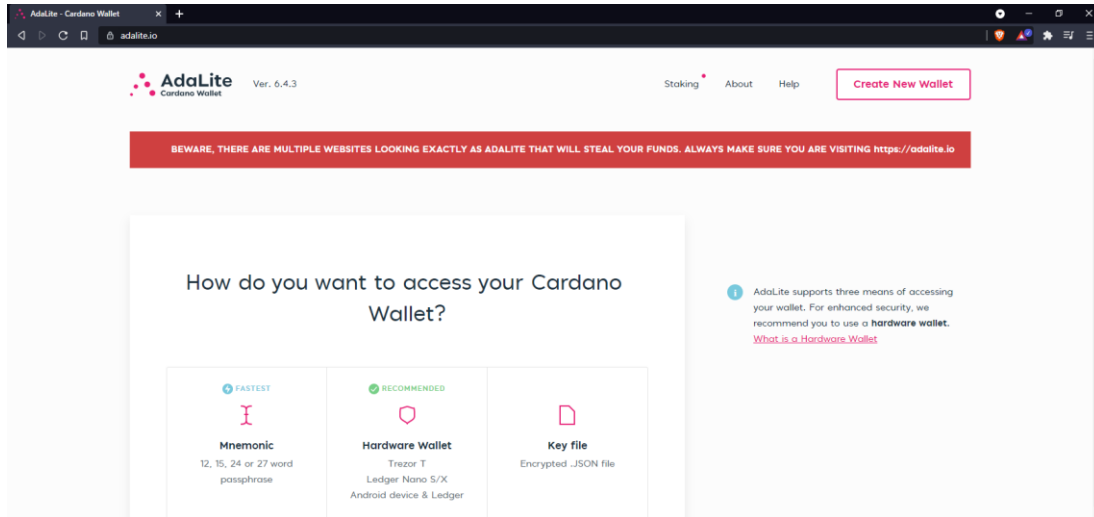 AdaLite - Cardano Wallet
adalite.io
AdaLite
Cardano Wallet
Ver. 6.4.3
Staking
About
Help
Create New Wallet
BEWARE, THERE ARE MULTIPLE WEBSITES LOOKING EXACTLY AS ADALITE THAT WILL STEAL YOUR FUNDS. ALWAYS MAKE SURE YOU ARE VISITING https://adalite.io
How do you want to access your Cardano
Wallet?
AdaLite supports three means of accessing
your wallet. For enhanced security, we
recommend you to use a hardware wallet.
What is a Hardware Wallet
FASTEST
Mnemonic
12, 15, 24 or 27 word
passphrase
RECOMMENDED
Hardware Wallet
Trezor T
Ledger Nano S/X
Android device & Ledger
Key file
Encrypted .JSON file